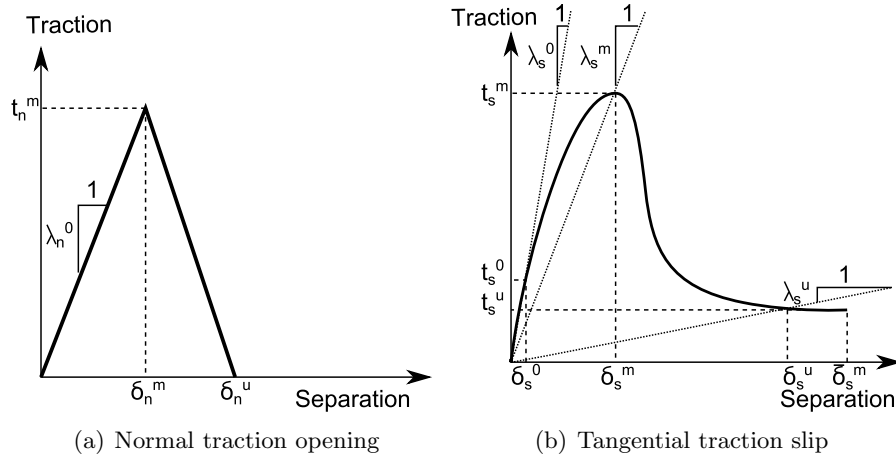 Traction
t_n^m
1
λ_n^0
δ_n^m
δ_n^u
Separation
(a) Normal traction opening
Traction
1
1
λ_s^0
λ_s^m
t_s^m
t_s^0
t_s^u
λ_s^u
1
δ_s^0
δ_s^m
δ_s^u
δ̅_s^m
Separation
(b) Tangential traction slip